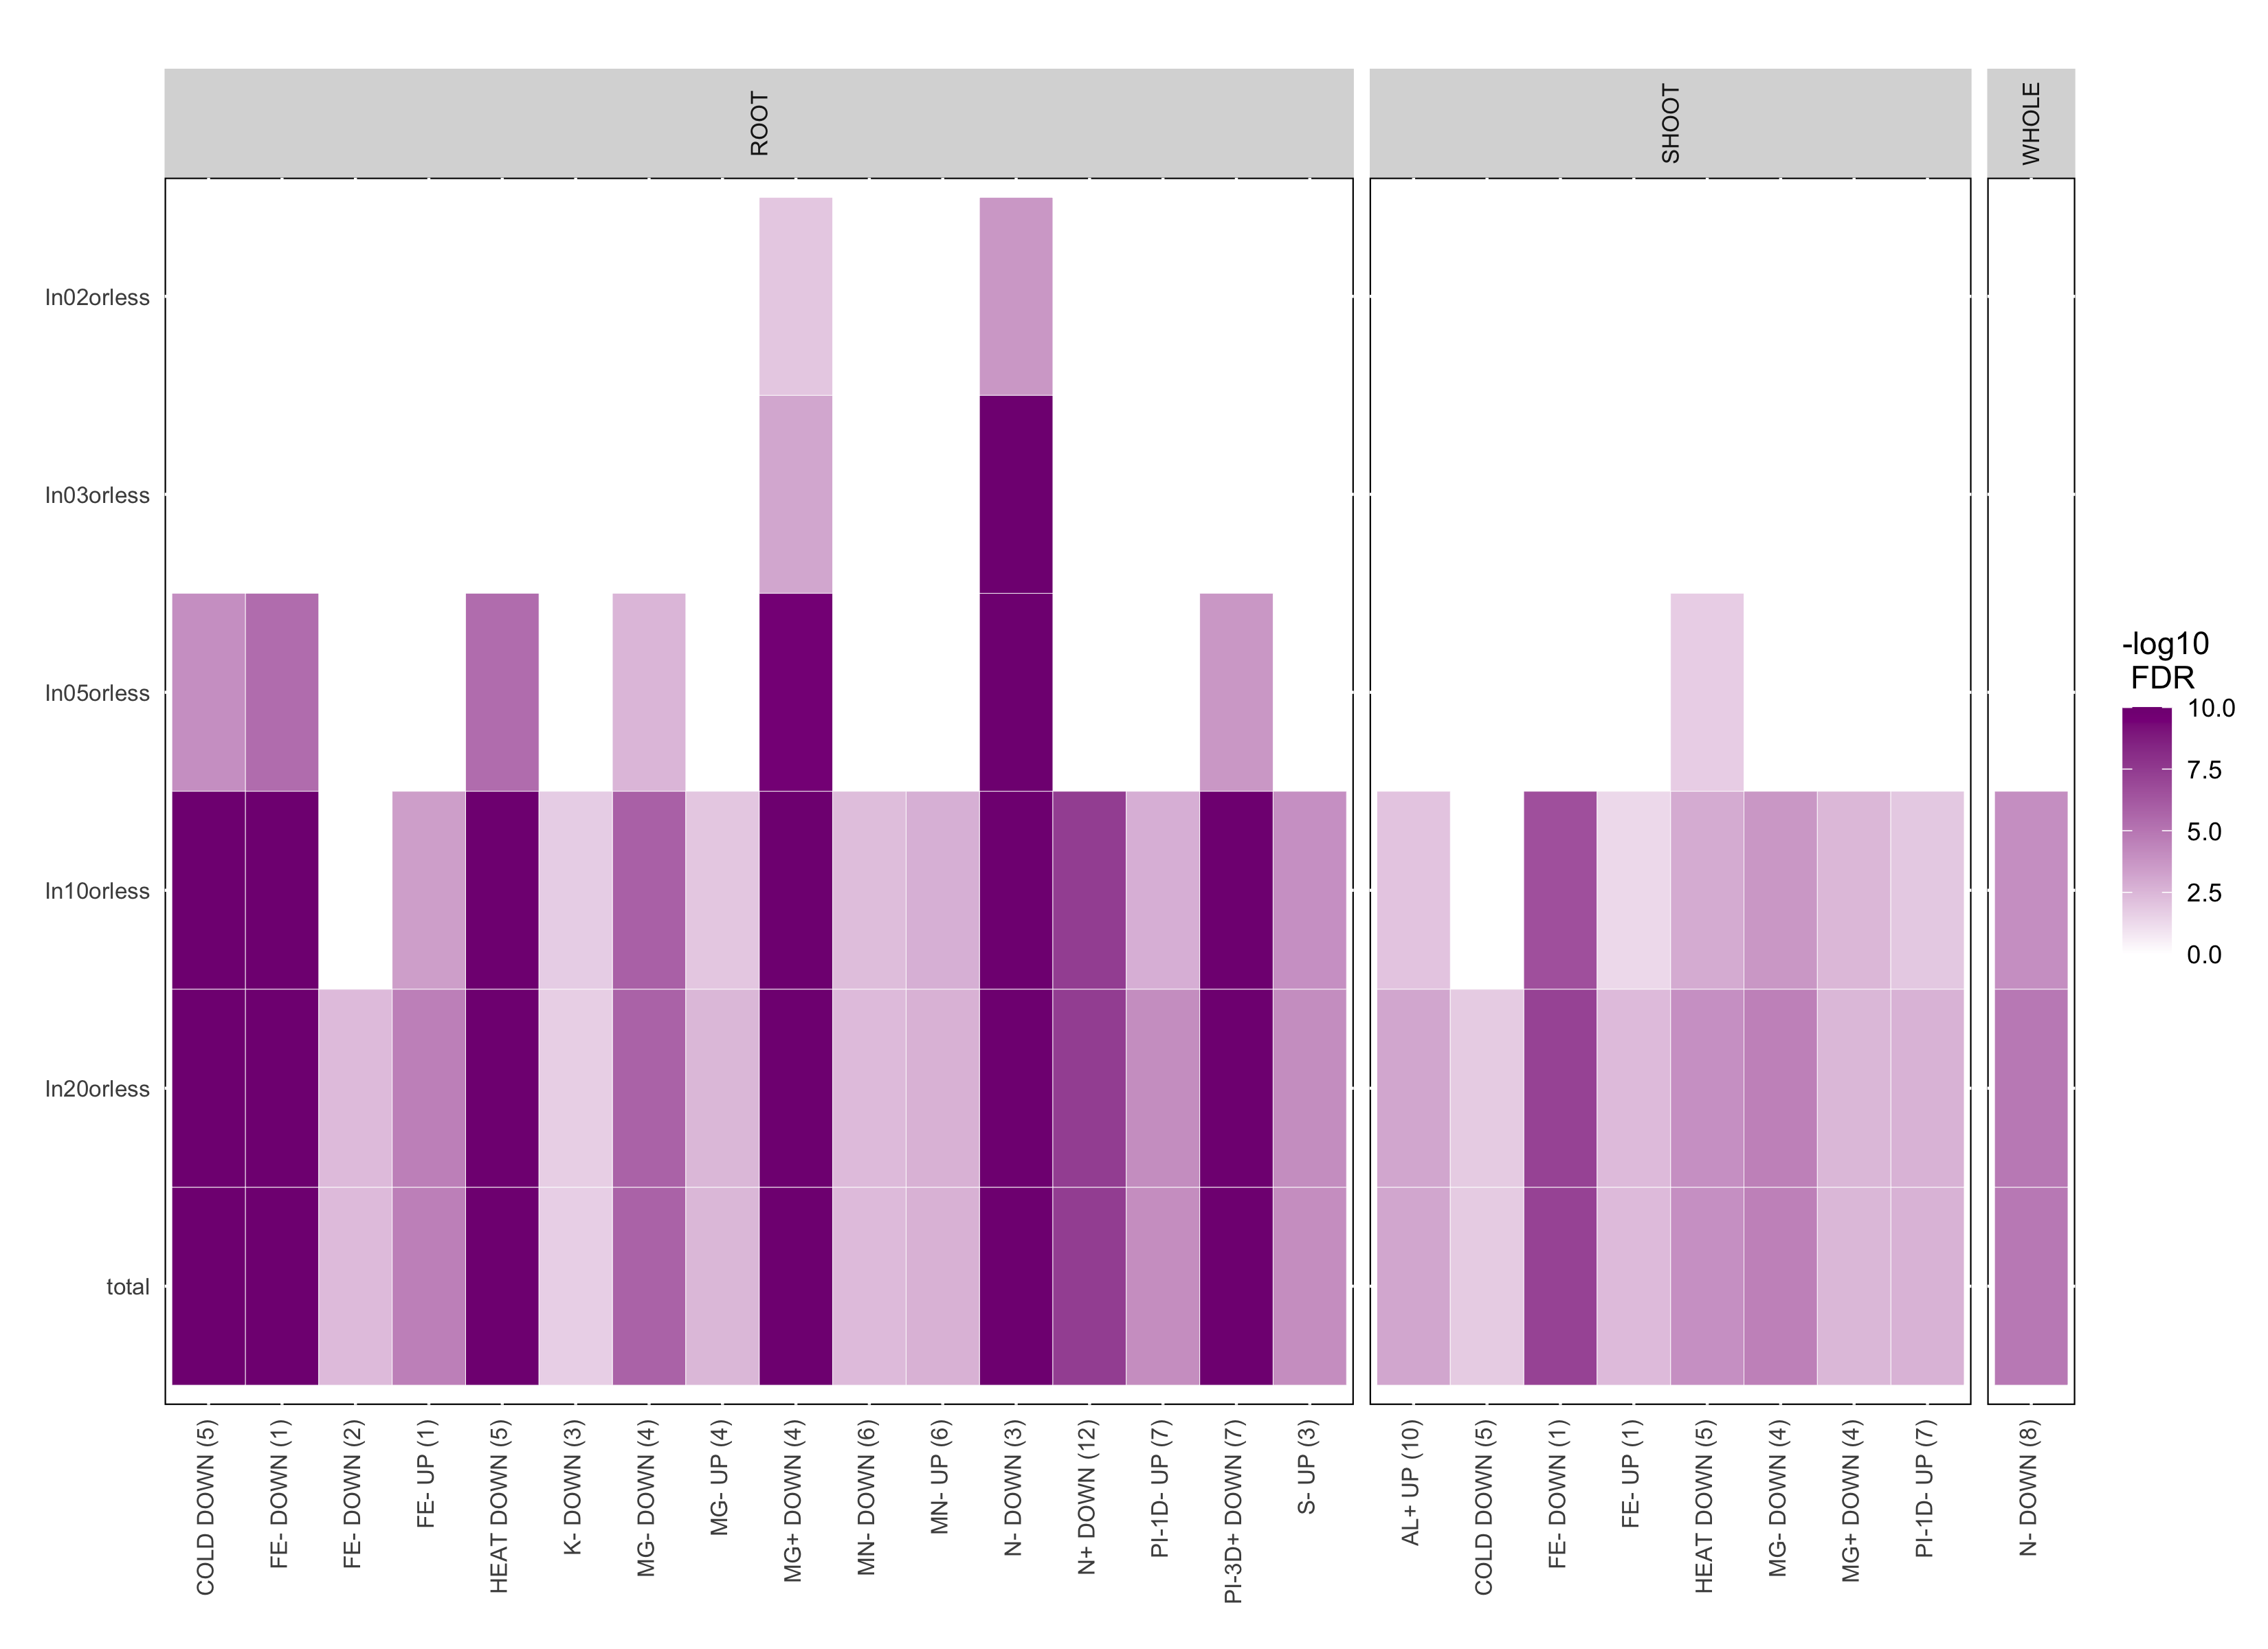 ROOT
SHOOT
WHOLE
In02orless
In03orless
In05orless
In10orless
In20orless
total
COLD DOWN (5)
FE- DOWN (1)
FE- DOWN (2)
FE- UP (1)
HEAT DOWN (5)
K- DOWN (3)
MG- DOWN (4)
MG- UP (4)
MG+ DOWN (4)
MN- DOWN (6)
MN- UP (6)
N- DOWN (3)
N+ DOWN (12)
PI-1D- UP (7)
PI-3D+ DOWN (7)
S- UP (3)
AL+ UP (10)
COLD DOWN (5)
FE- DOWN (1)
FE- UP (1)
HEAT DOWN (5)
MG- DOWN (4)
MG+ DOWN (4)
PI-1D- UP (7)
N- DOWN (8)
-log10
FDR
10.0
7.5
5.0
2.5
0.0